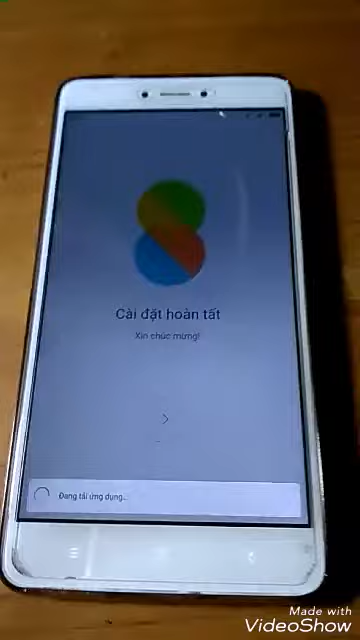 Cài đặt hoàn tất
Xin chúc mừng!
Đang tải ứng dụng...
Made with
VideoShow